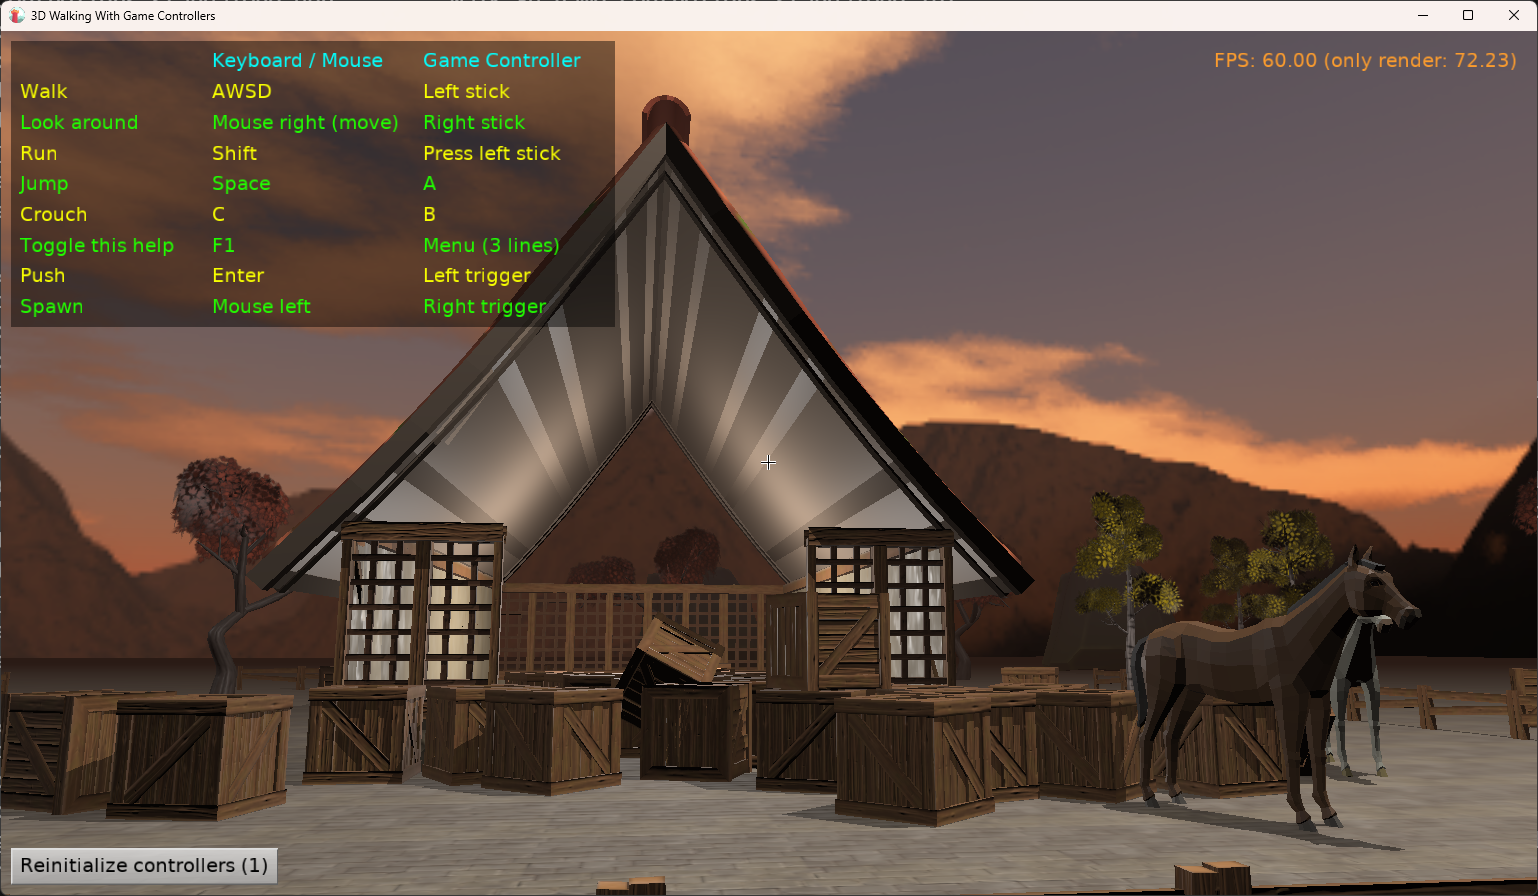 3D Walking With Game Controllers
Keyboard / Mouse Game Controller
Walk AWSD Left stick
Look around Mouse right (move) Right stick
Run Shift Press left stick
Jump Space A
Crouch C B
Toggle this help F1 Menu (3 lines)
Push Enter Left trigger
Spawn Mouse left Right trigger
FPS: 60.00 (only render: 72.23)
Reinitialize controllers (1)